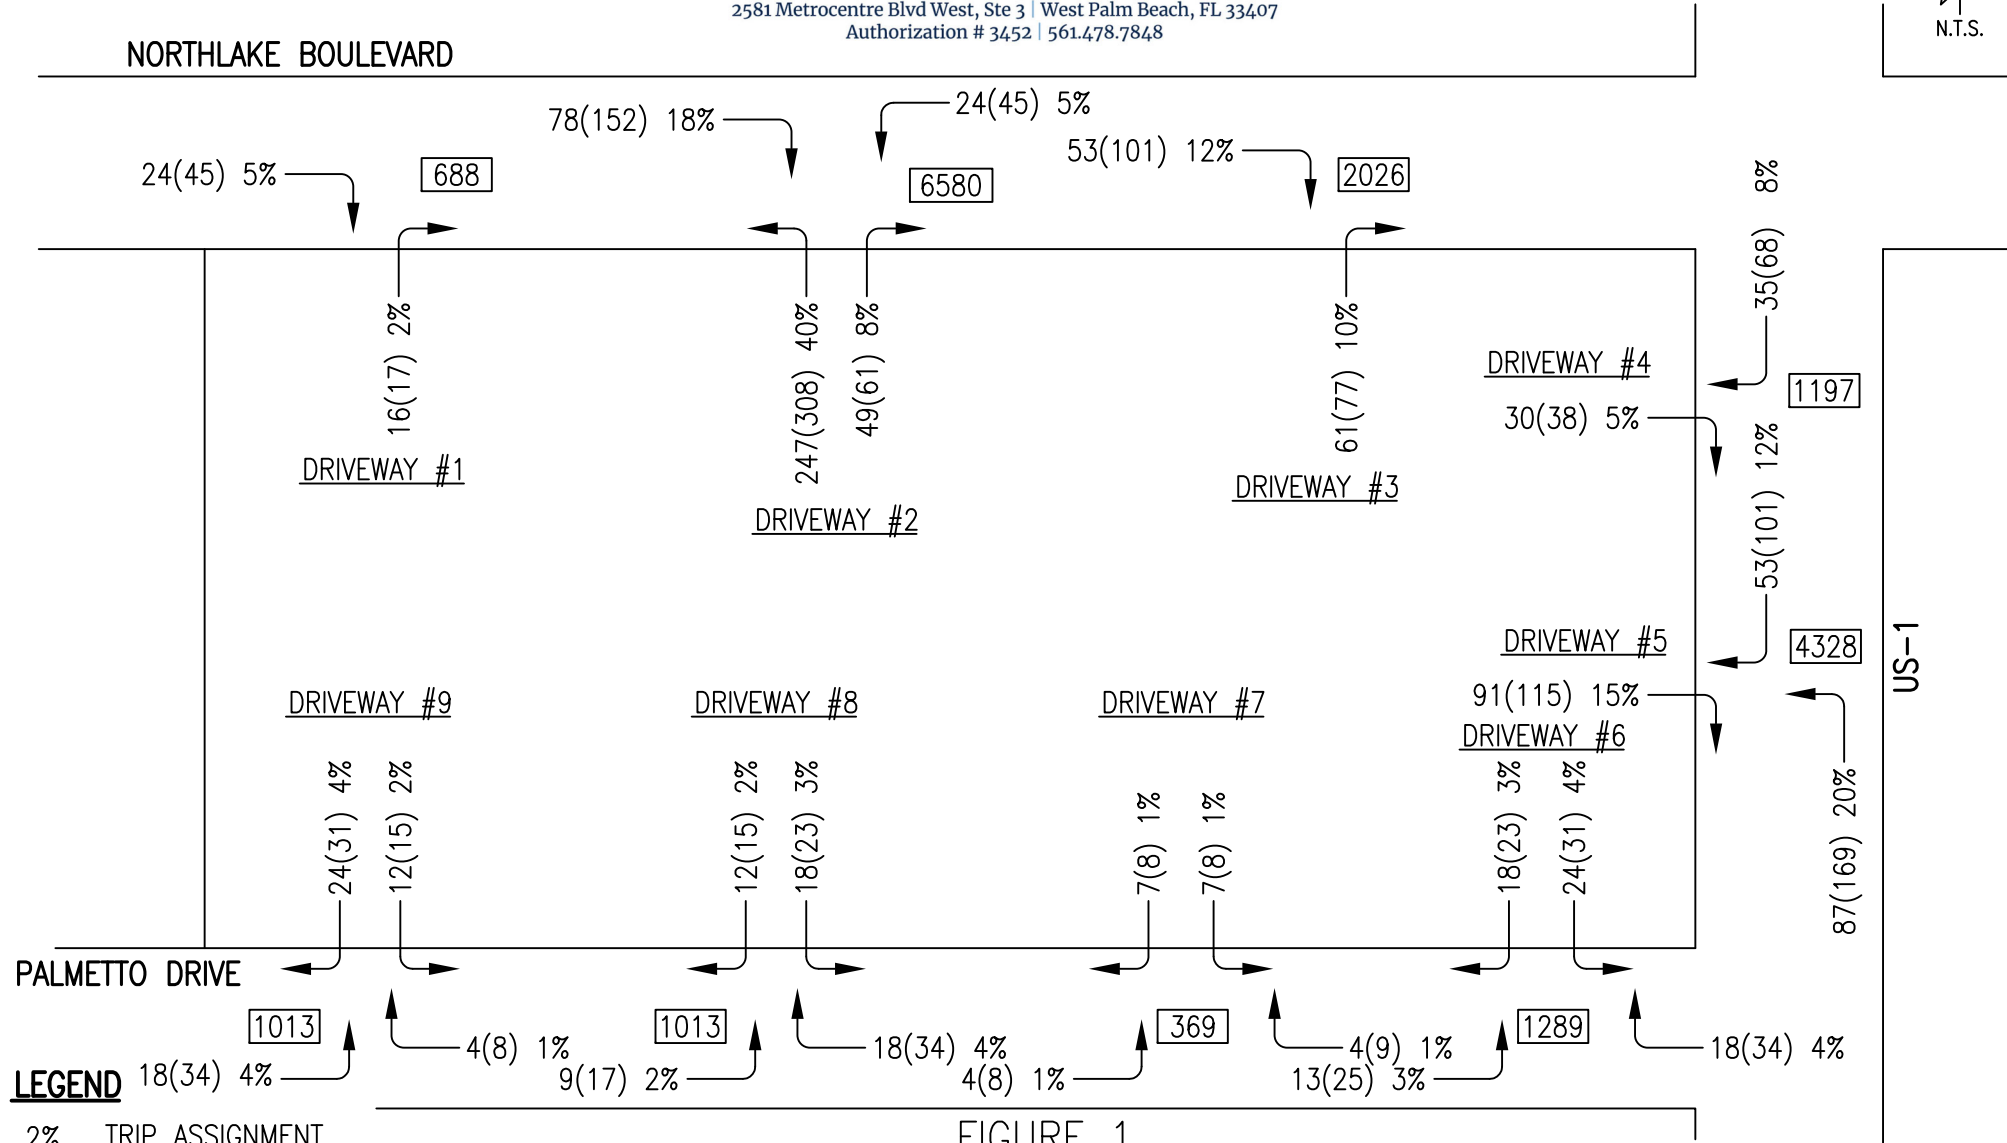 2581 Metrocentre Blvd West, Ste 3 | West Palm Beach, FL 33407
Authorization # 3452 | 561.478.7848
N.T.S.
NORTHLAKE BOULEVARD
24(45) 5%
688
78(152) 18%
24(45) 5%
6580
53(101) 12%
2026
35(68) 8%
16(17) 2%
247(308) 40%
49(61) 8%
61(77) 10%
DRIVEWAY #1
DRIVEWAY #2
DRIVEWAY #3
DRIVEWAY #4
1197
30(38) 5%
53(101) 12%
DRIVEWAY #5
4328
US-1
91(115) 15%
87(169) 20%
DRIVEWAY #9
DRIVEWAY #8
DRIVEWAY #7
DRIVEWAY #6
24(31) 4%
12(15) 2%
12(15) 2%
18(23) 3%
7(8) 1%
7(8) 1%
18(23) 3%
24(31) 4%
PALMETTO DRIVE
1013
1013
369
1289
4(8) 1%
18(34) 4%
4(9) 1%
18(34) 4%
18(34) 4%
9(17) 2%
4(8) 1%
13(25) 3%
LEGEND
2% TRIP ASSIGNMENT
FIGURE 1